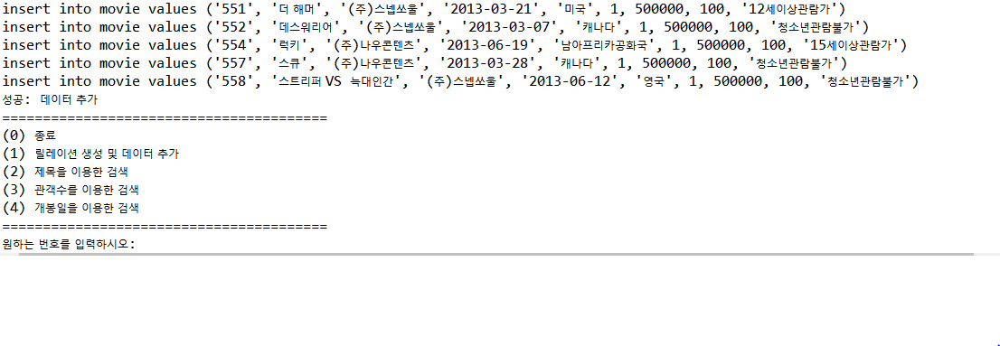 insert into movie values ('551', '더 해머', '(주)스넵쏘울', '2013-03-21', '미국', 1, 500000, 100, '12세이상관람가')
insert into movie values ('552', '데스워리어', '(주)스넵쏘울', '2013-03-07', '캐나다', 1, 500000, 100, '청소년관람불가')
insert into movie values ('554', '럭키', '(주)나우콘텐츠', '2013-06-19', '남아프리카공화국', 1, 500000, 100, '15세이상관람가')
insert into movie values ('557', '스큐', '(주)나우콘텐츠', '2013-03-28', '캐나다', 1, 500000, 100, '청소년관람불가')
insert into movie values ('558', '스트리퍼 VS 늑대인간', '(주)스넵쏘울', '2013-06-12', '영국', 1, 500000, 100, '청소년관람불가')
성공: 데이터 추가
========================================
(0) 종료
(1) 릴레이션 생성 및 데이터 추가
(2) 제목을 이용한 검색
(3) 관객수를 이용한 검색
(4) 개봉일을 이용한 검색
========================================
원하는 번호를 입력하시오: